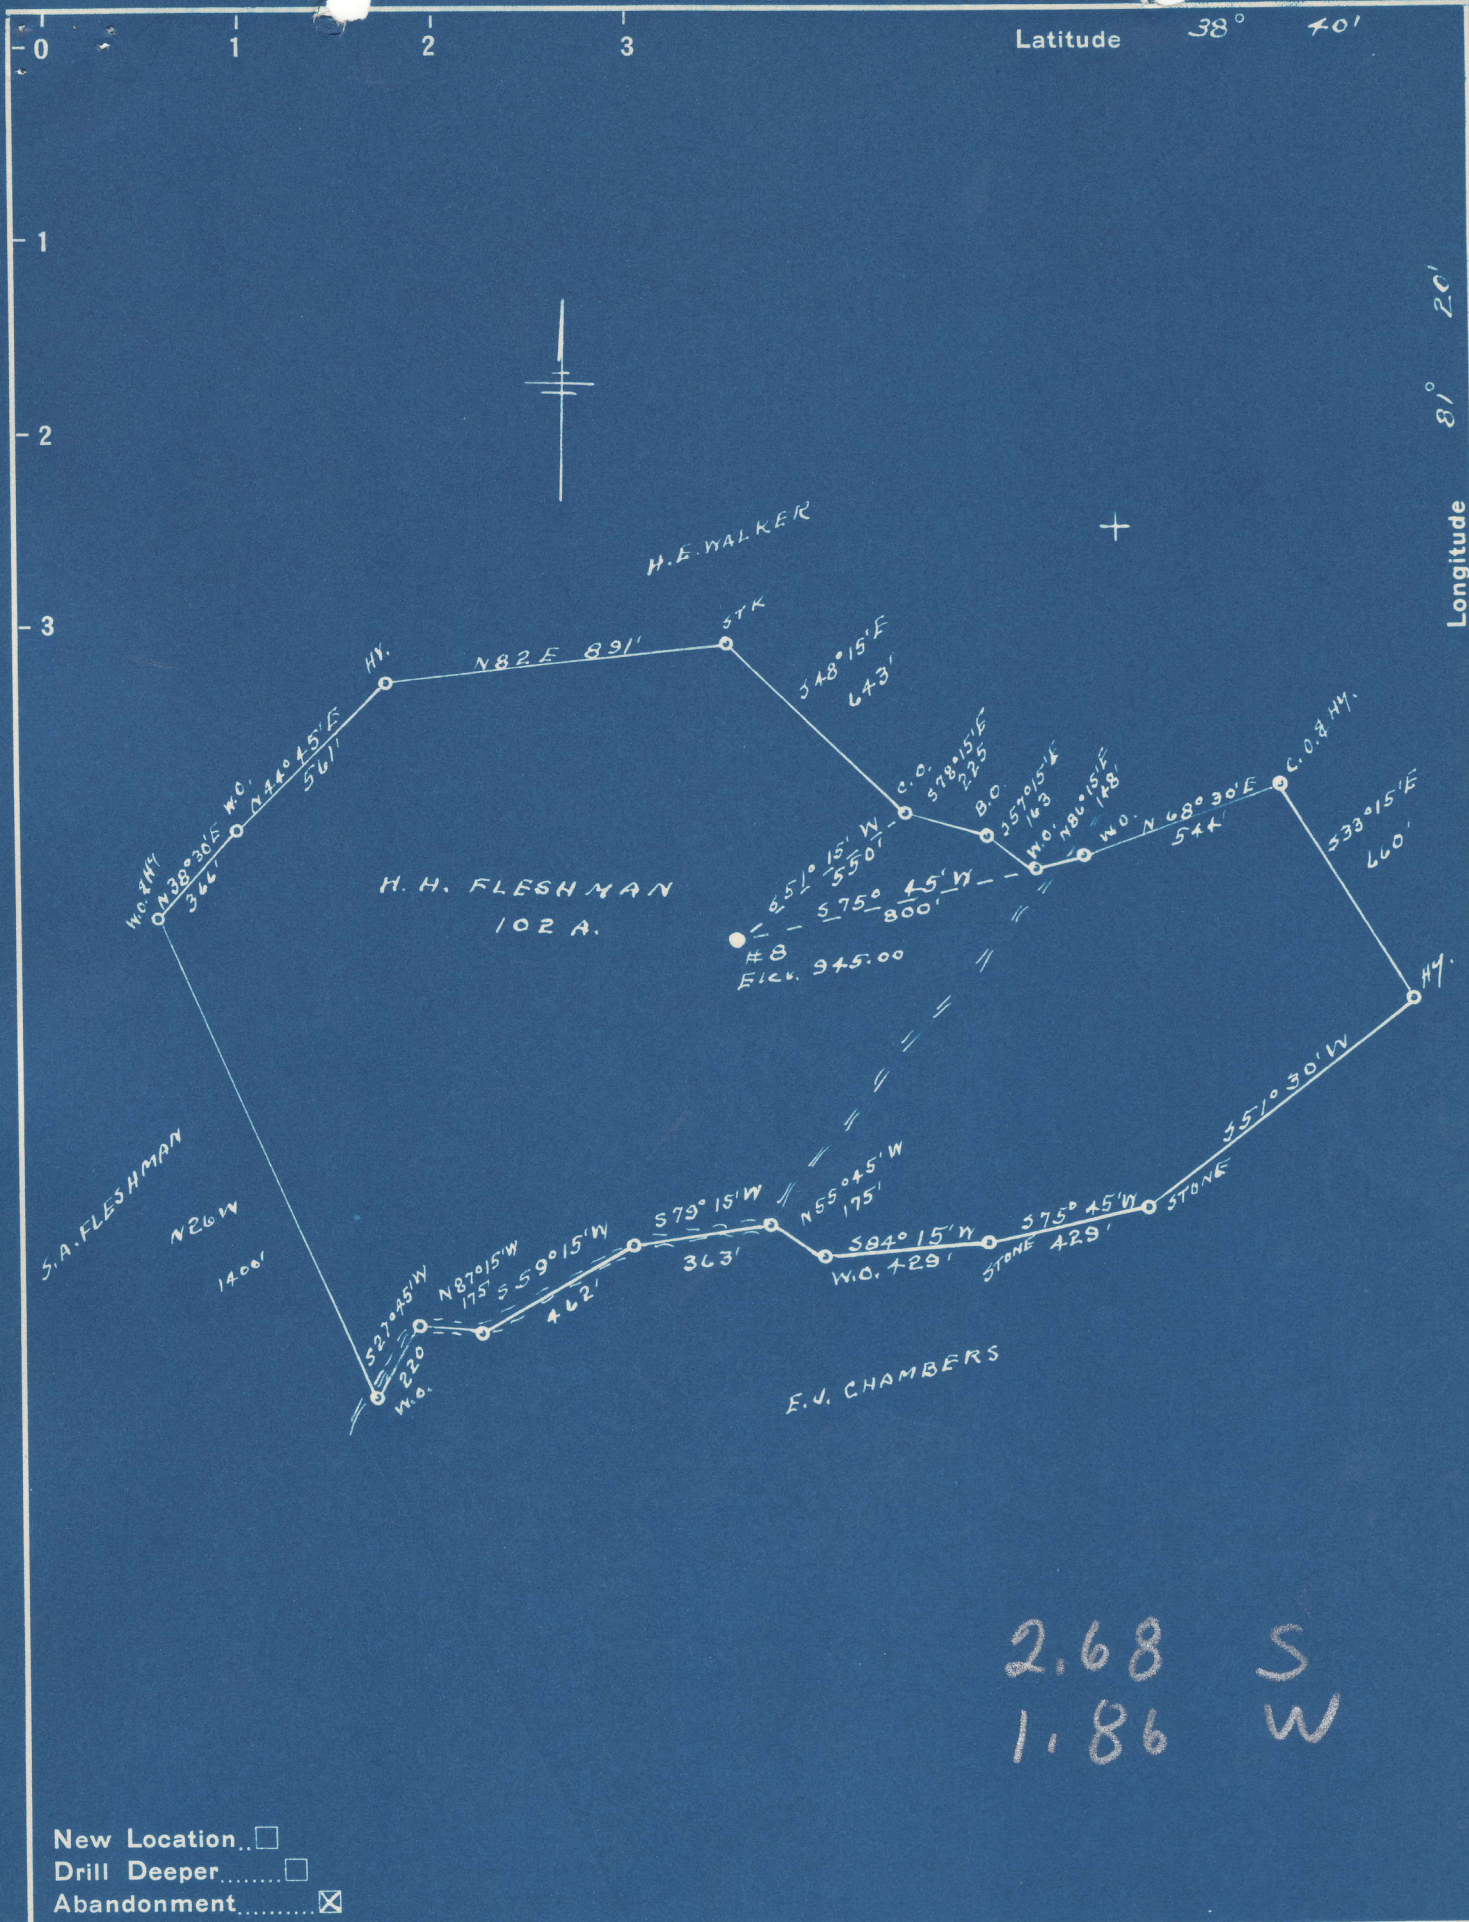 0 1 2 3 Latitude 38° 40'
1
2
3
81° 20'
Longitude
H.E. WALKER
STK
HY.
N82E 891'
S48°15'E
643'
N44°45'E
561'
W.O.
N38°30'E
366'
W.O.&HY
C.O.
S78°15'E
225
B.O.
S57°15'E
163
W.O.
N86°15'E
148'
W.O.
N68°30'E
544'
C.O.&HY.
S33°15'E
660'
HY.
H.H. FLESHMAN
102 A.
S51°15'W
550'
S75°45'W
800'
#8
Elev. 945.00
S51°30'W
STONE
S75°45'W
429'
STONE
S84°15'W
W.O. 429'
N55°45'W
175'
S79°15'W
363'
S59°15'W
462'
N87°15'W
175'
S27°45'W
220
W.O.
S.A. FLESHMAN
N26W
1400'
E.J. CHAMBERS
2.68 S
1.86 W
New Location..☐
Drill Deeper.......☐
Abandonment..........☒